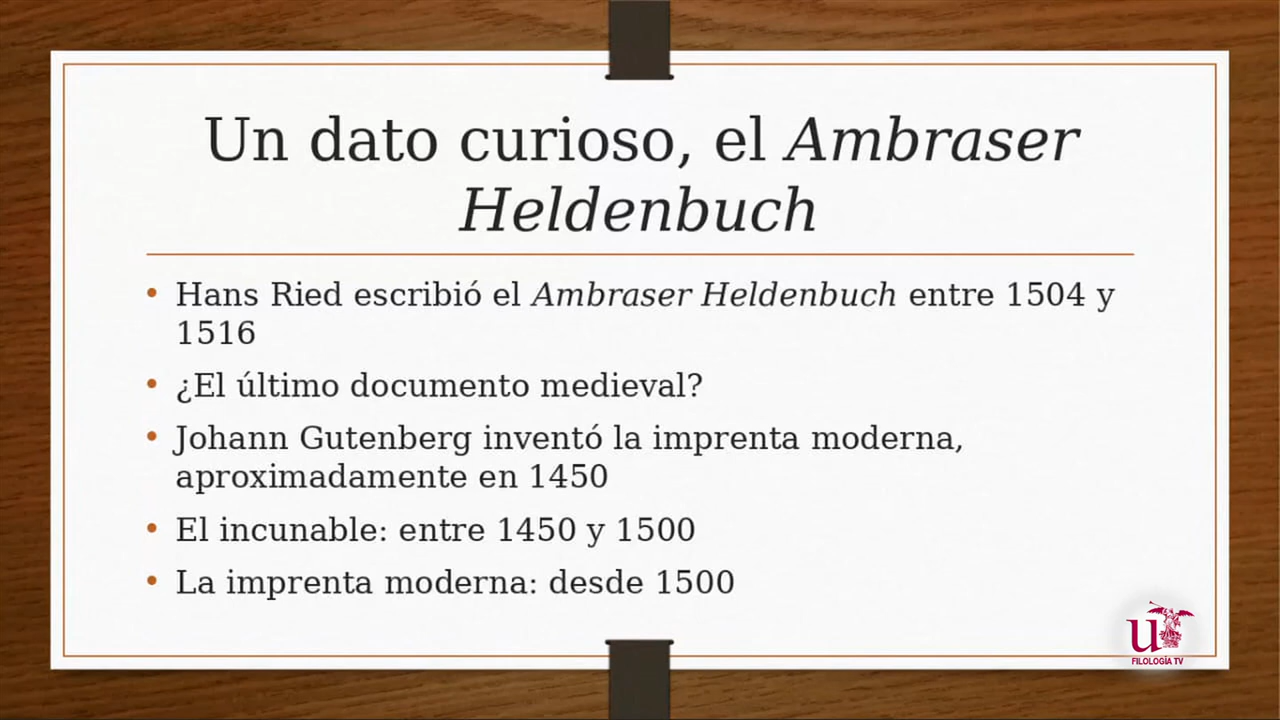 Un dato curioso, el Ambraser
Heldenbuch
• Hans Ried escribió el Ambraser Heldenbuch entre 1504 y
1516
• ¿El último documento medieval?
• Johann Gutenberg inventó la imprenta moderna,
aproximadamente en 1450
• El incunable: entre 1450 y 1500
• La imprenta moderna: desde 1500
u
FILOLOGÍA TV